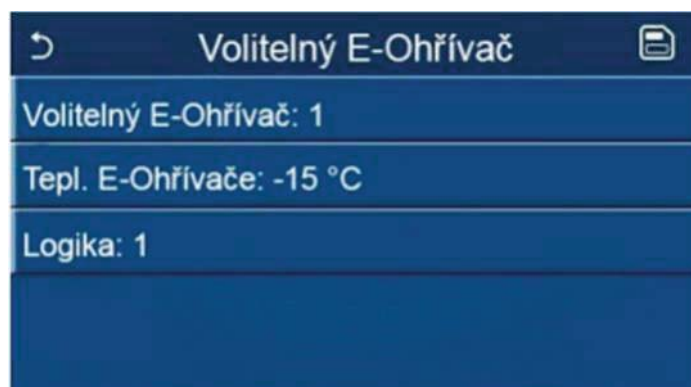 Volitelný E-Ohřívač
Volitelný E-Ohřívač: 1
Tepl. E-Ohřívače: -15 °C
Logika: 1